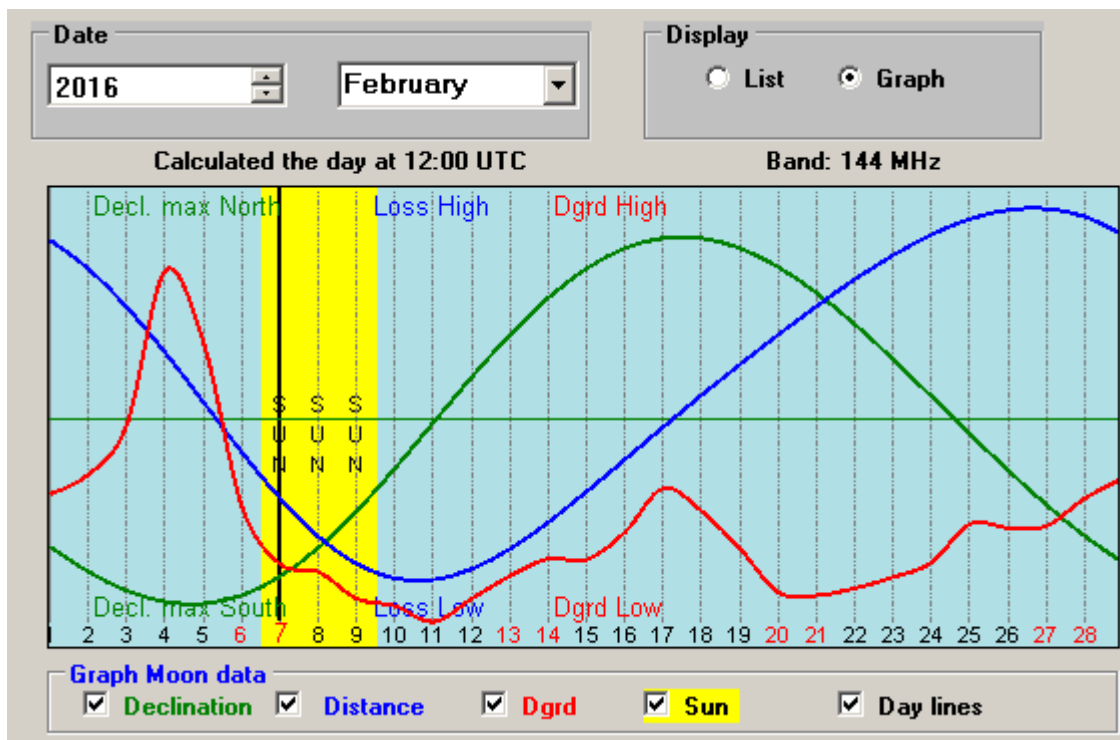 Date
Display
2016
February
List
Graph
Calculated the day at 12:00 UTC
Band: 144 MHz
Decl. max North
Loss High
Dgrd High
S S S
U U U
N N N
Decl. max South
Loss Low
Dgrd Low
1 2 3 4 5 6 7 8 9 10 11 12 13 14 15 16 17 18 19 20 21 22 23 24 25 26 27 28
Graph Moon data
Declination
Distance
Dgrd
Sun
Day lines